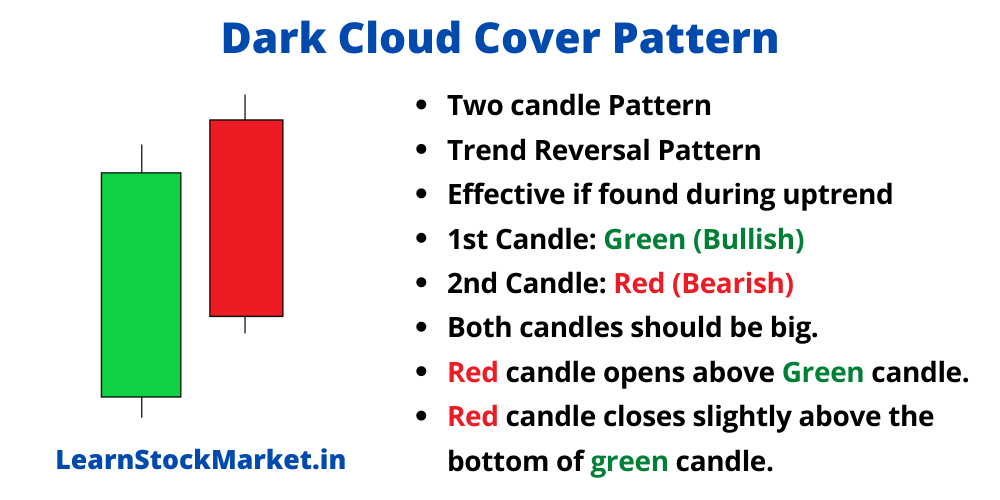 Dark Cloud Cover Pattern
• Two candle Pattern
• Trend Reversal Pattern
• Effective if found during uptrend
• 1st Candle: Green (Bullish)
• 2nd Candle: Red (Bearish)
• Both candles should be big.
• Red candle opens above Green candle.
• Red candle closes slightly above the
bottom of green candle.
LearnStockMarket.in